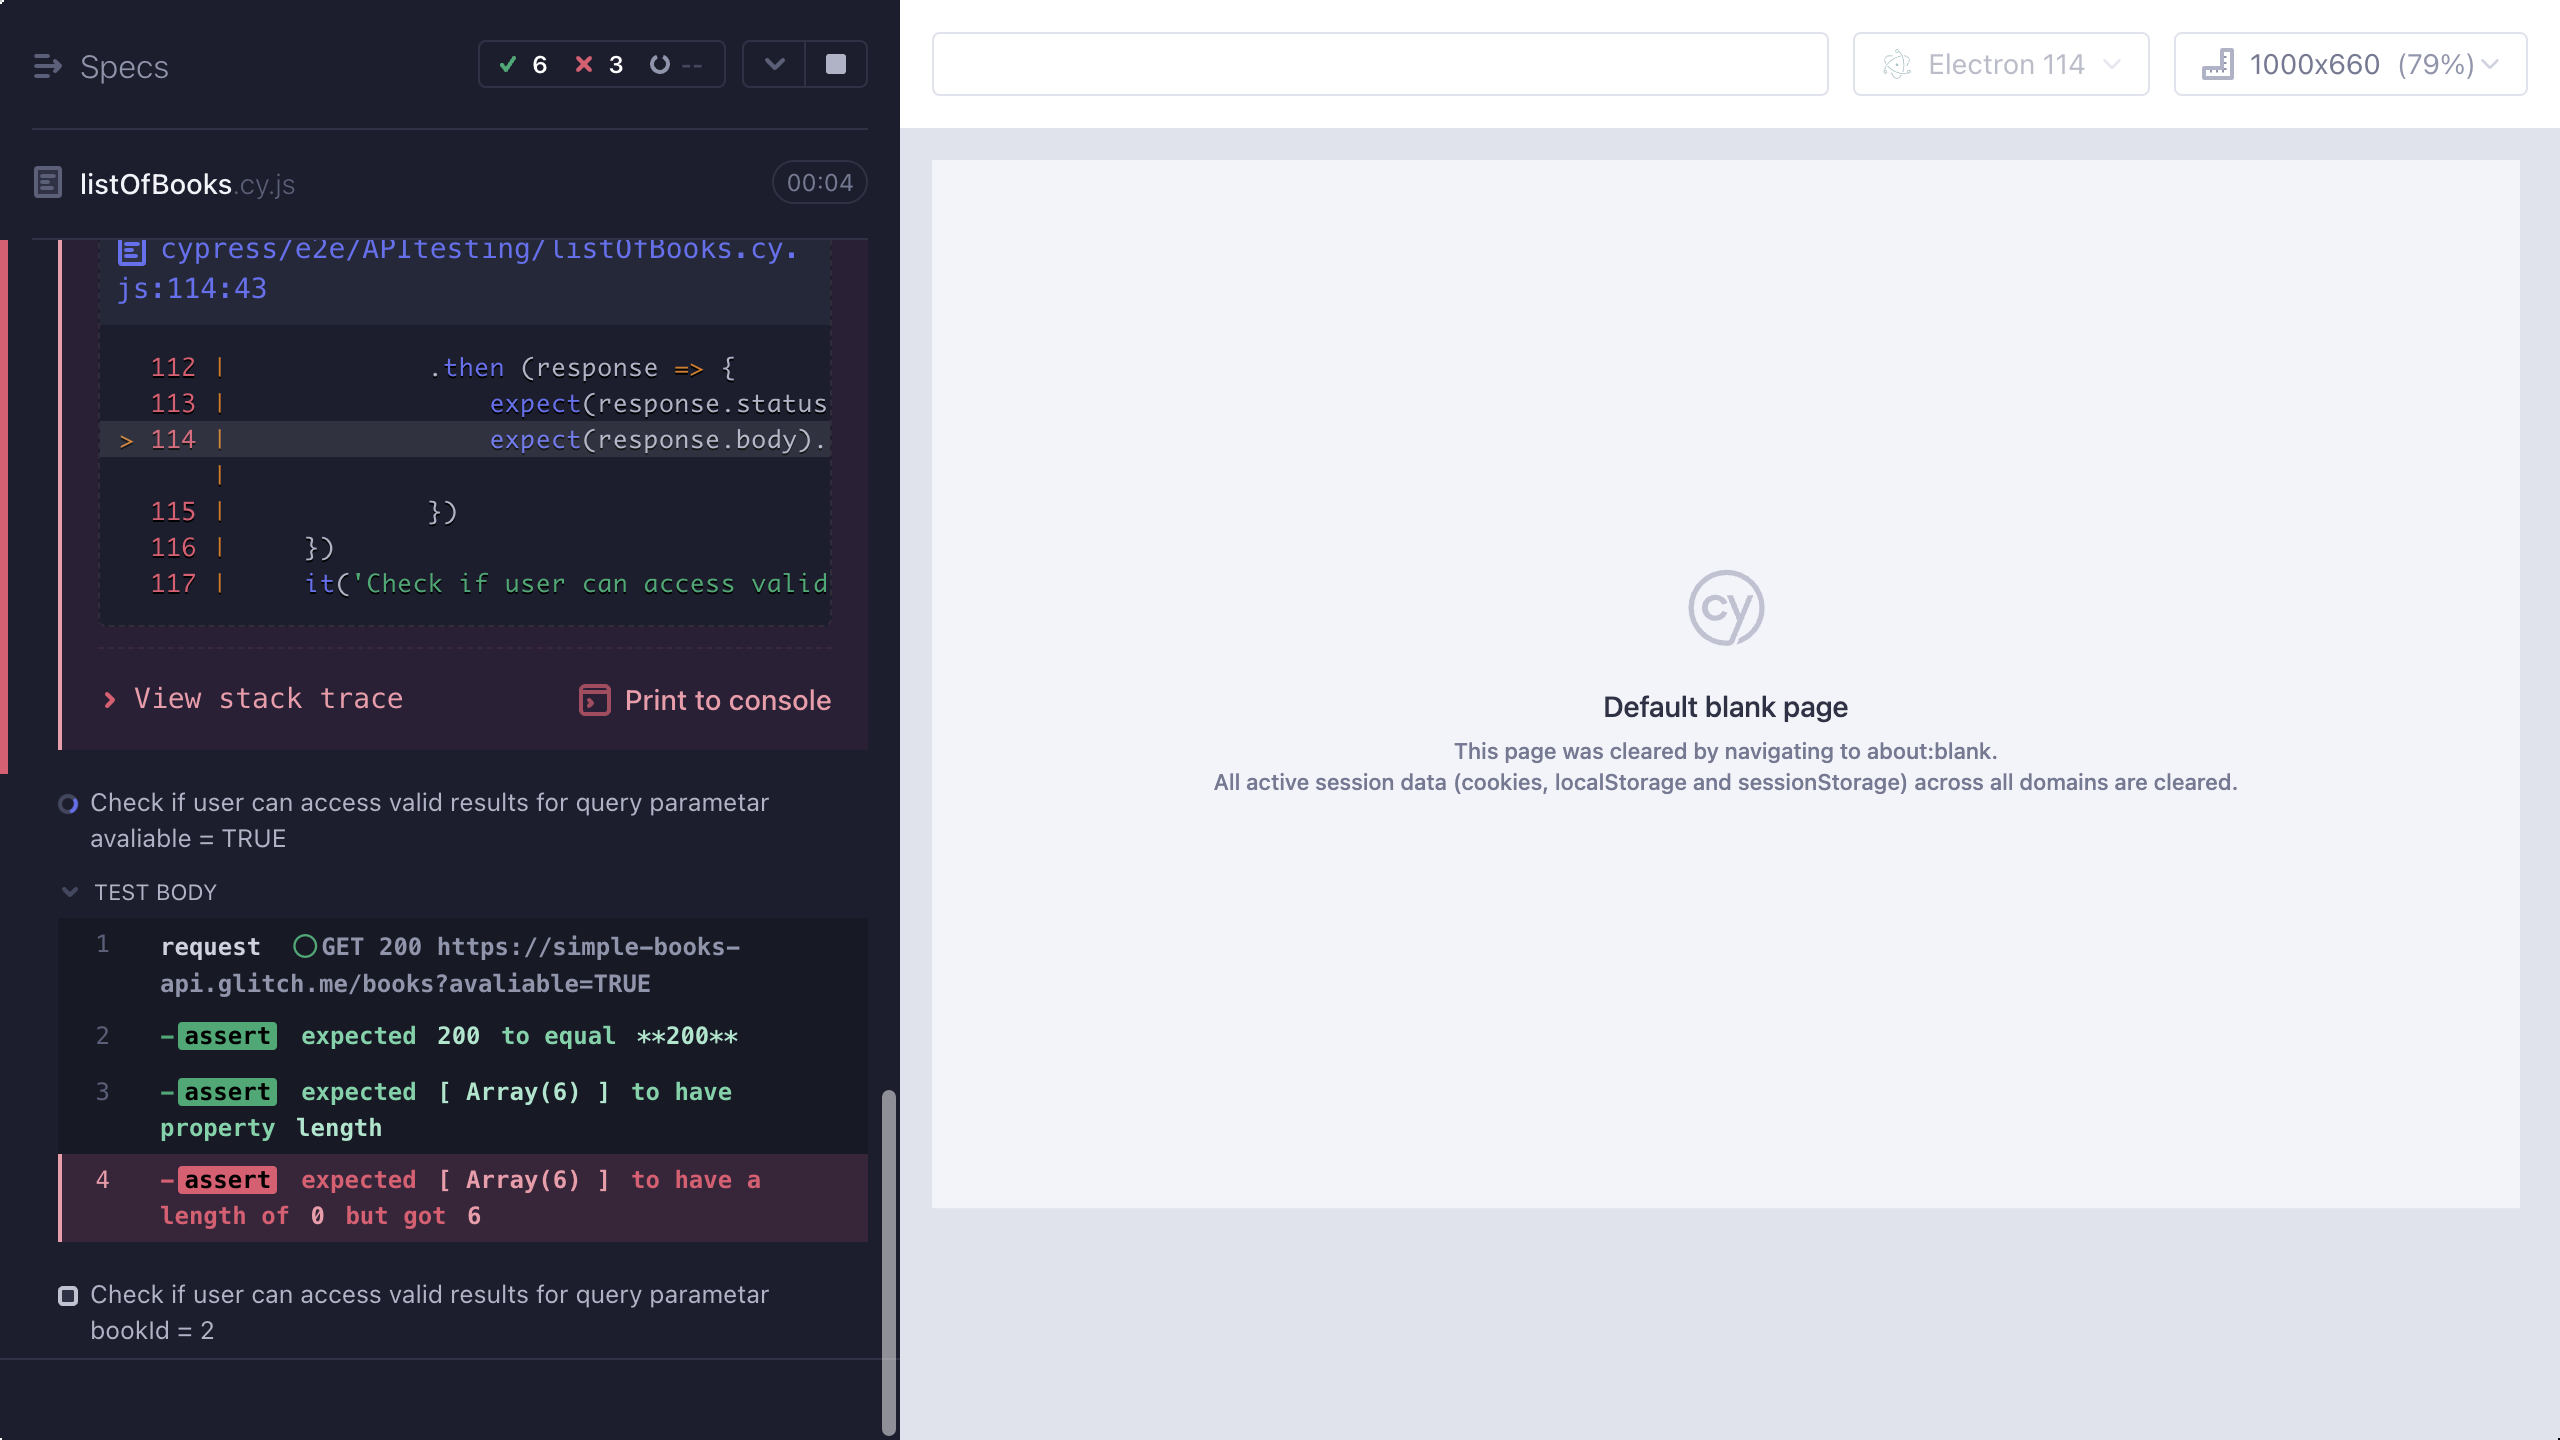 Specs
6 3 --
listOfBooks.cy.js
00:04
cypress/e2e/APItesting/listOfBooks.cy.
js:114:43
112 | .then (response => {
113 | expect(response.status
> 114 | expect(response.body).
|
115 | })
116 | })
117 | it('Check if user can access valid
View stack trace
Print to console
Check if user can access valid results for query parametar
avaliable = TRUE
TEST BODY
1 request GET 200 https://simple-books-
api.glitch.me/books?avaliable=TRUE
2 -assert expected 200 to equal **200**
3 -assert expected [ Array(6) ] to have
property length
4 -assert expected [ Array(6) ] to have a
length of 0 but got 6
Check if user can access valid results for query parametar
bookId = 2
Electron 114
1000x660 (79%)
cy
Default blank page
This page was cleared by navigating to about:blank.
All active session data (cookies, localStorage and sessionStorage) across all domains are cleared.